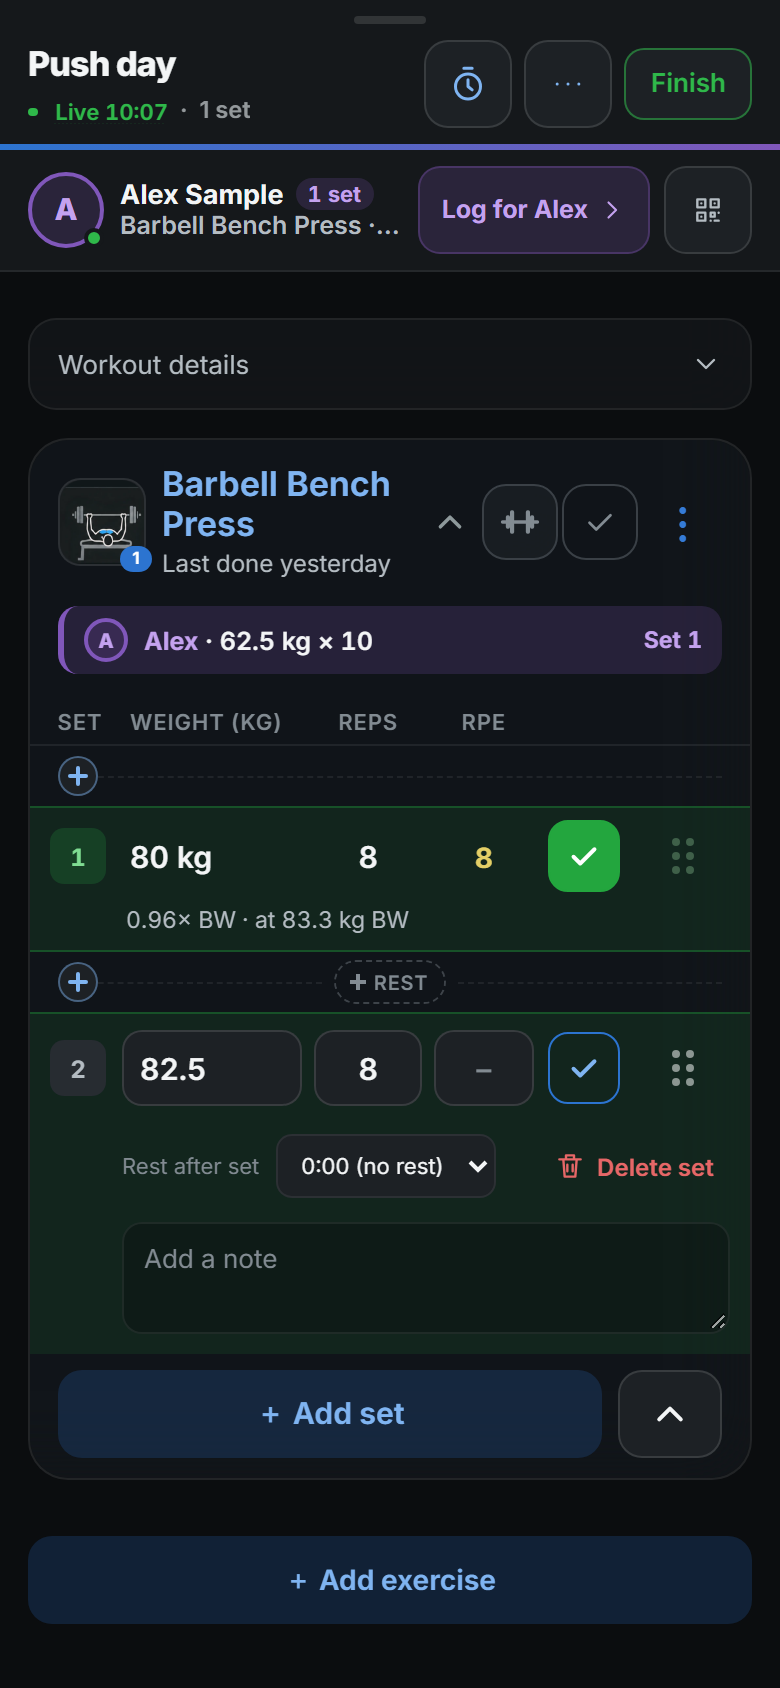 Push day
Live 10:07 · 1 set
...
Finish
A
Alex Sample 1 set
Barbell Bench Press ·...
Log for Alex
Workout details
Barbell Bench
Press
1
Last done yesterday
A Alex · 62.5 kg × 10 Set 1
SET WEIGHT (KG) REPS RPE
1 80 kg 8 8
0.96× BW · at 83.3 kg BW
+ REST
2 82.5 8 –
Rest after set 0:00 (no rest) Delete set
Add a note
+ Add set
+ Add exercise